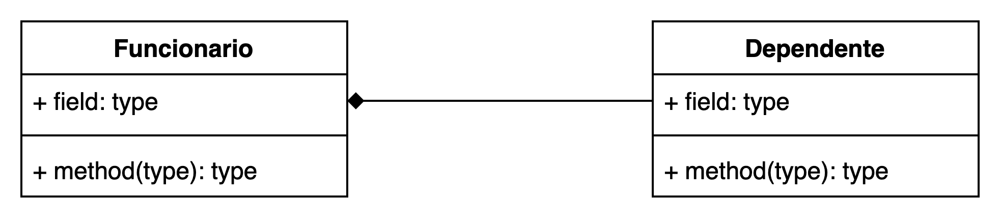 Funcionario
+ field: type
+ method(type): type
Dependente
+ field: type
+ method(type): type